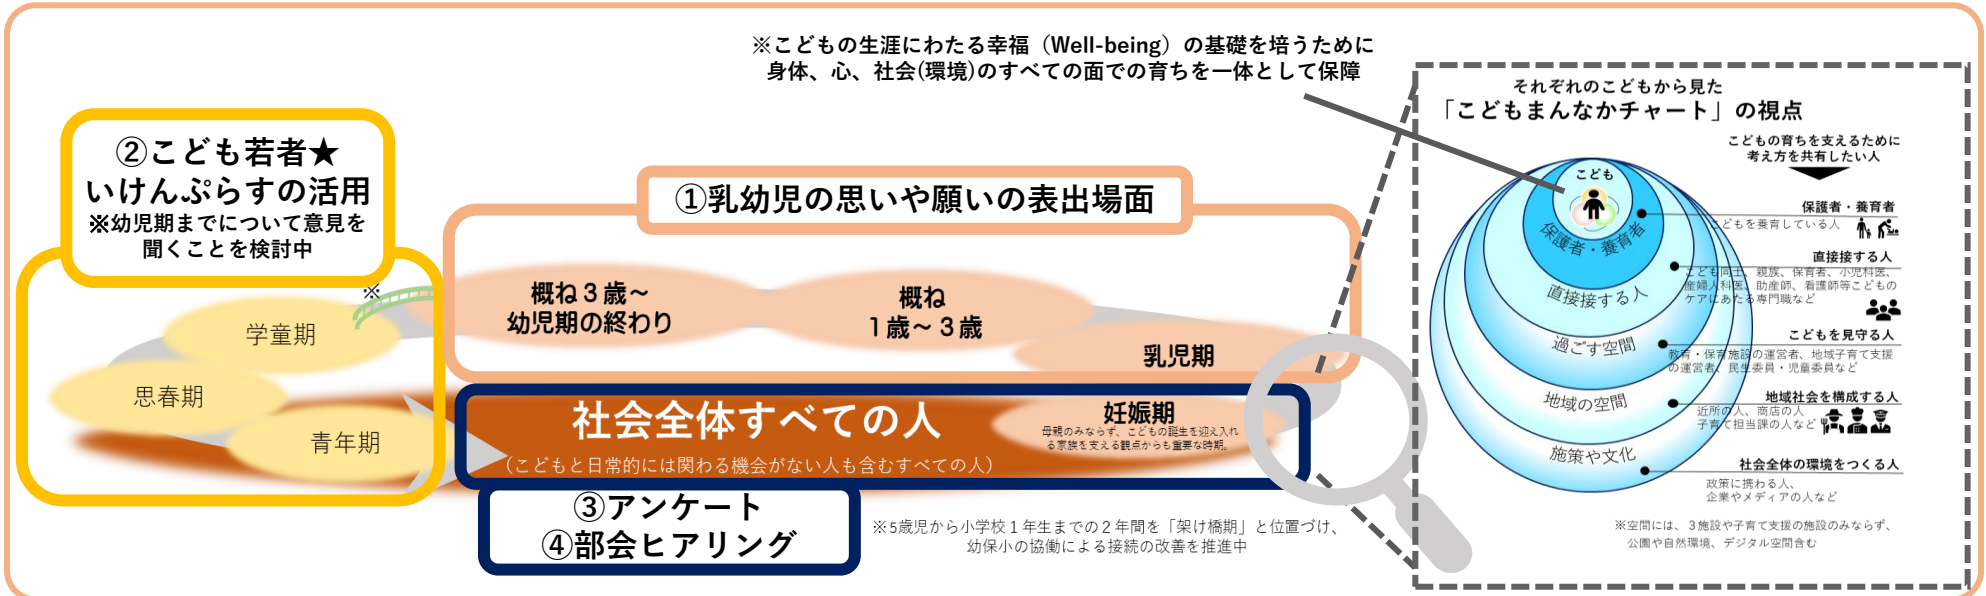 ※こどもの生涯にわたる幸福（Well-being）の基礎を培うために
身体、心、社会(環境)のすべての面での育ちを一体として保障
②こども若者★
いけんぷらすの活用
※幼児期までについて意見を
聞くことを検討中
①乳幼児の思いや願いの表出場面
※
学童期
思春期
青年期
概ね３歳～
幼児期の終わり
概ね
１歳～３歳
乳児期
社会全体すべての人
（こどもと日常的には関わる機会がない人も含むすべての人）
妊娠期
母親のみならず、こどもの誕生を迎え入れ
る家族を支える観点からも重要な時期。
③アンケート
④部会ヒアリング
※5歳児から小学校１年生までの２年間を「架け橋期」と位置づけ、
幼保小の協働による接続の改善を推進中
それぞれのこどもから見た
「こどもまんなかチャート」の視点
こどもの育ちを支えるために
考え方を共有したい人
こども
保護者・養育者
直接接する人
過ごす空間
地域の空間
施策や文化
保護者・養育者
こどもを養育している人
直接接する人
こども同士、親族、保育者、小児科医、
産婦人科医、助産師、看護師等こどもの
ケアにあたる専門職など
こどもを見守る人
教育・保育施設の運営者、地域子育て支援
の運営者、民生委員・児童委員など
地域社会を構成する人
近所の人、商店の人
子育て担当課の人など
社会全体の環境をつくる人
政策に携わる人、
企業やメディアの人など
※空間には、３施設や子育て支援の施設のみならず、
公園や自然環境、デジタル空間含む